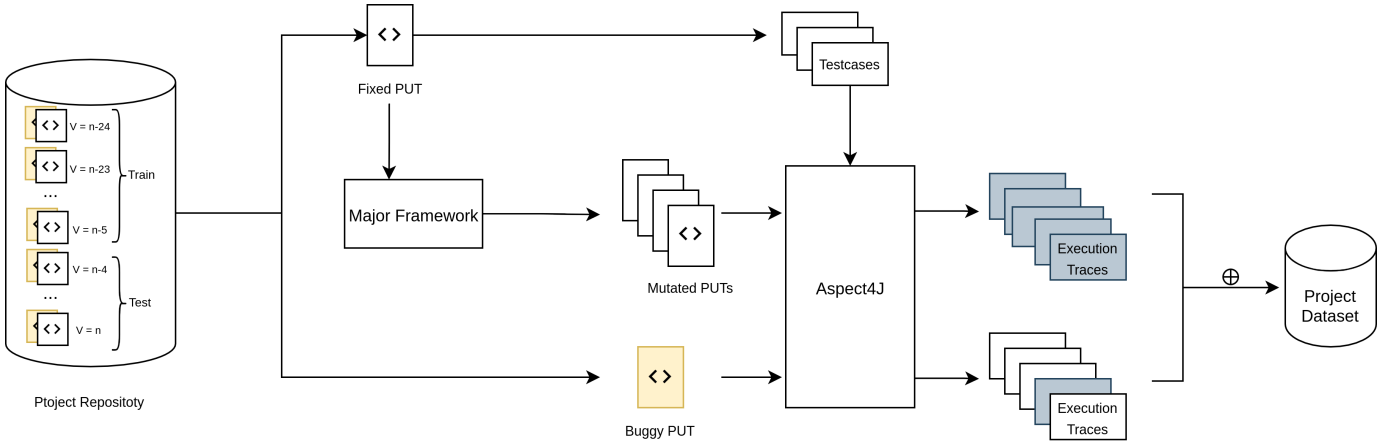 Fixed PUT
Testcases
V = n-24
V = n-23
...
V = n-5
Train
V = n-4
...
V = n
Test
Ptoject Repositoty
Major Framework
Mutated PUTs
Buggy PUT
Aspect4J
Execution
Traces
Execution
Traces
Project
Dataset